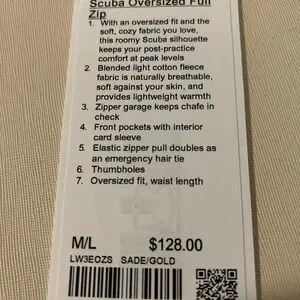 Scuba Oversized Full
Zip
1. With an oversized fit and the
soft, cozy fabric you love,
this roomy Scuba silhouette
keeps your post-practice
comfort at peak levels
2. Blended light cotton fleece
fabric is naturally breathable,
soft against your skin, and
provides lightweight warmth
3. Zipper garage keeps chafe in
check
4. Front pockets with interior
card sleeve
5. Elastic zipper pull doubles as
an emergency hair tie
6. Thumbholes
7. Oversized fit, waist length
M/L $128.00
LW3EOZS SADE/GOLD